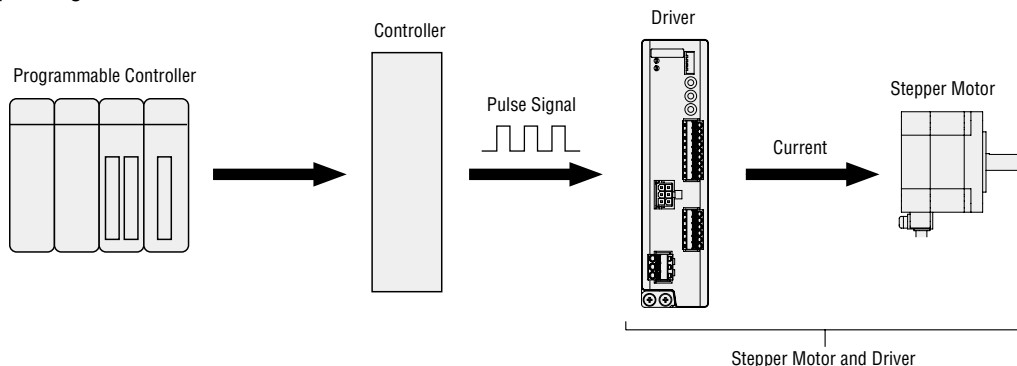 Driver
Controller
Programmable Controller
Pulse Signal
Stepper Motor
Current
Stepper Motor and Driver